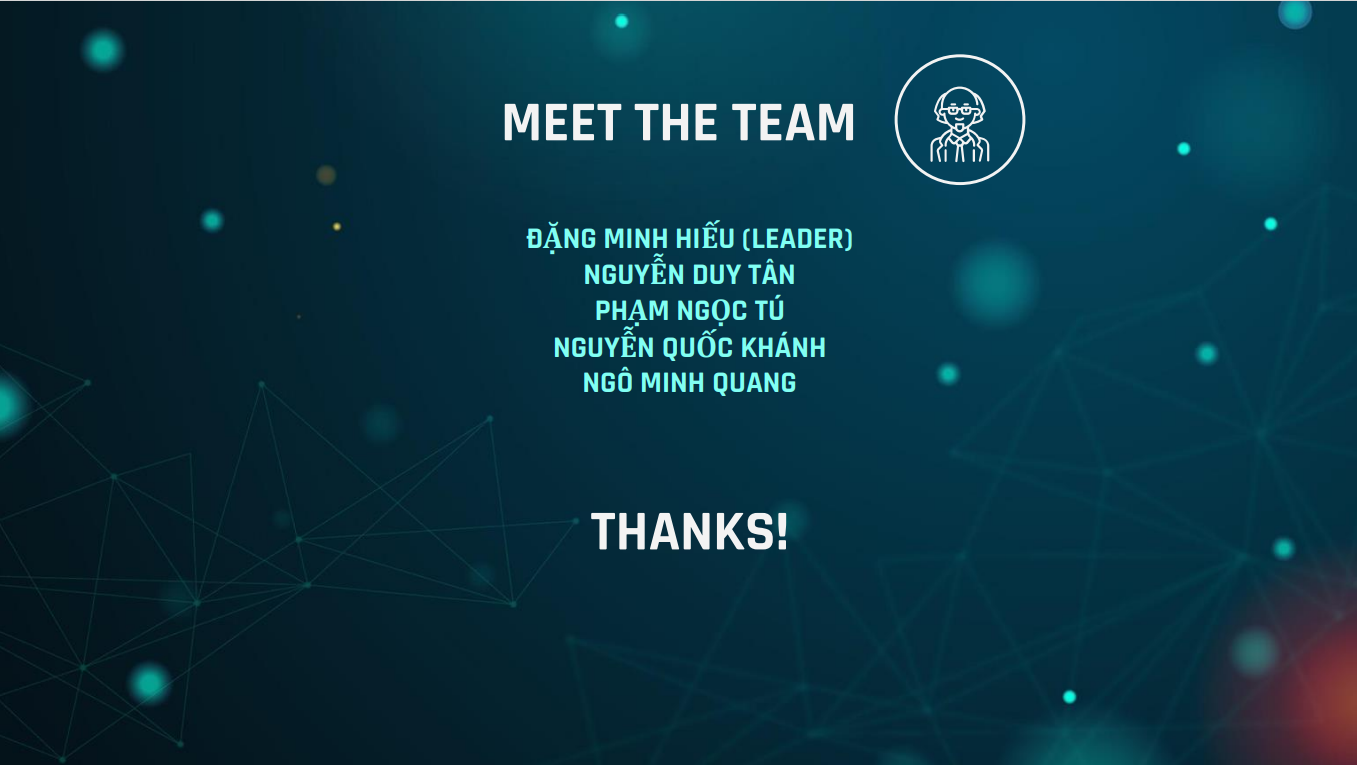 MEET THE TEAM
ĐẶNG MINH HIẾU (LEADER)
NGUYỄN DUY TÂN
PHẠM NGỌC TÚ
NGUYỄN QUỐC KHÁNH
NGÔ MINH QUANG
THANKS!